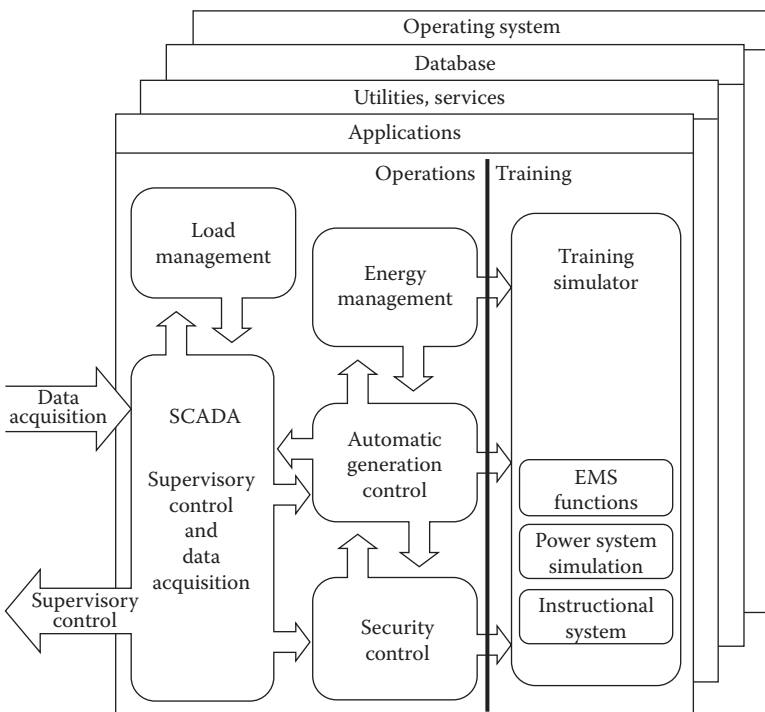 Operating system
Database
Utilities, services
Applications
Operations
Training
Load
management
Energy
management
Training
simulator
Data
acquisition
SCADA
Supervisory
control
and
data
acquisition
Automatic
generation
control
EMS
functions
Power system
simulation
Instructional
system
Supervisory
control
Security
control